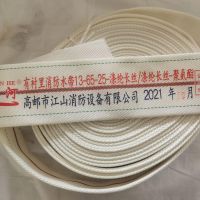 有衬里消防水带13-65-25-涤纶长丝/涤纶长丝-聚氨酯
高邮市江山消防设备有限公司 2021 年 月